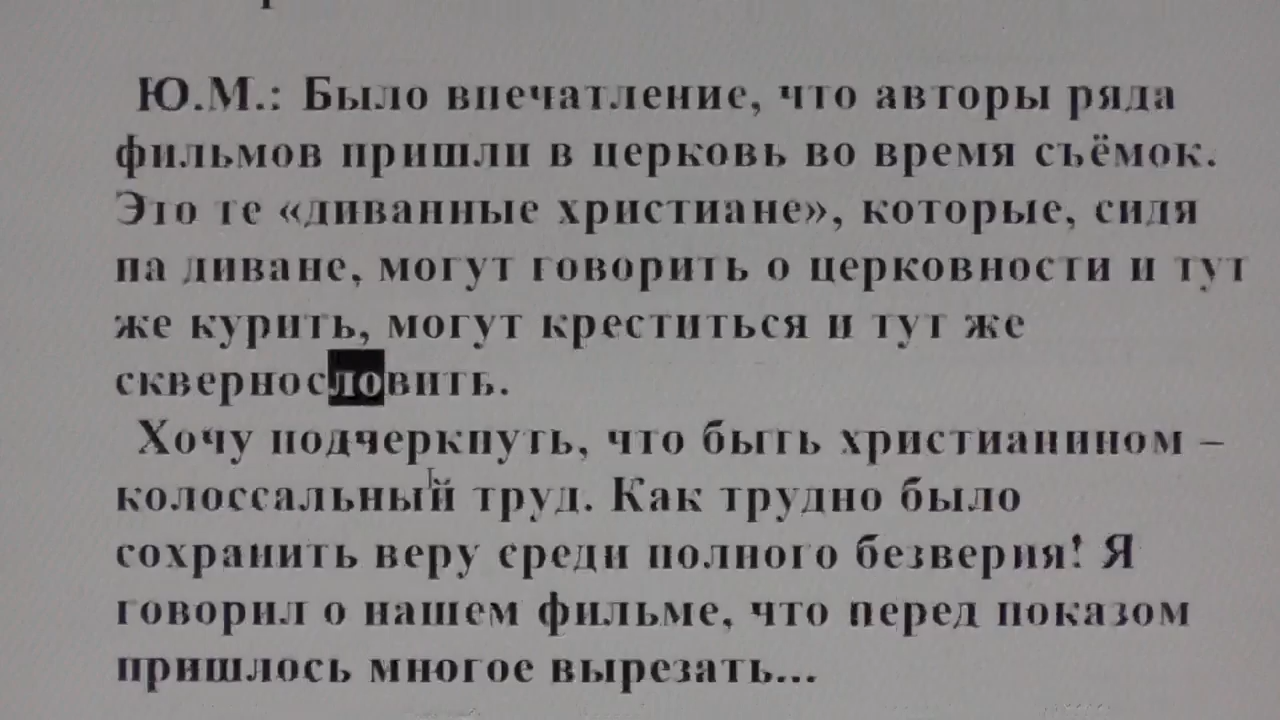 Ю.М.: Было впечатление, что авторы ряда
фильмов пришли в церковь во время съёмок.
Это те «диванные христиане», которые, сидя
на диване, могут говорить о церковности и тут
же курить, могут креститься и тут же
сквернословить.
Хочу подчеркнуть, что быть христианином –
колоссальный труд. Как трудно было
сохранить веру среди полного безверия! Я
говорил о нашем фильме, что перед показом
пришлось многое вырезать...